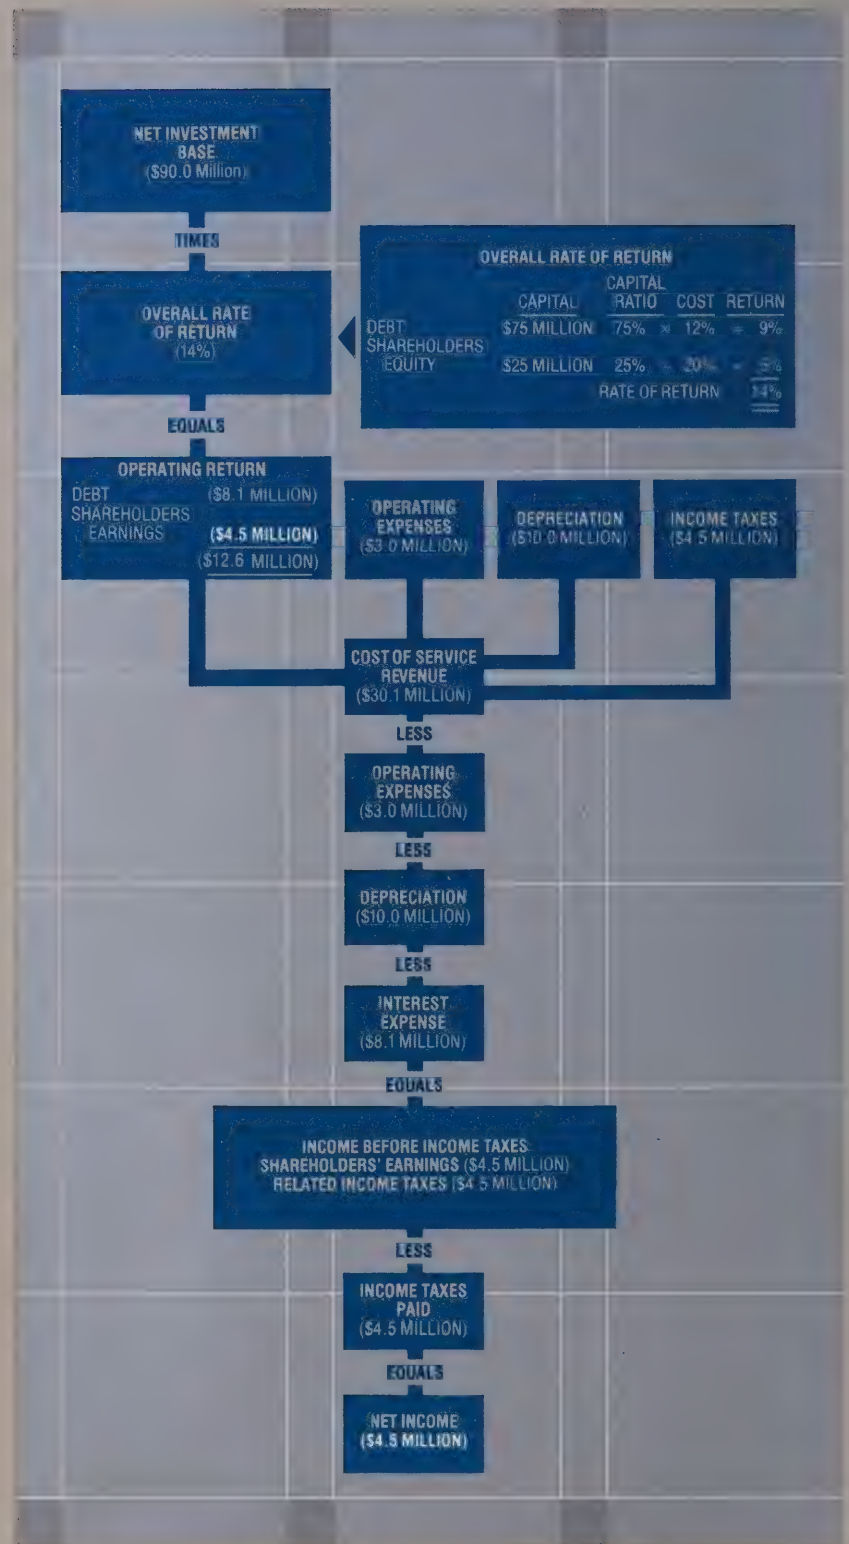 NET INVESTMENT
BASE
($90.0 Million)
TIMES
OVERALL RATE
OF RETURN
(14%)
OVERALL RATE OF RETURN
CAPITAL
CAPITAL RATIO COST RETURN
DEBT $75 MILLION 75% × 12% = 9%
SHAREHOLDERS
EQUITY $25 MILLION 25% 20% = 5%
RATE OF RETURN 14%
EQUALS
OPERATING RETURN
DEBT ($8.1 MILLION)
SHAREHOLDERS
EARNINGS ($4.5 MILLION)
($12.6 MILLION)
OPERATING
EXPENSES
($3.0 MILLION)
DEPRECIATION
($10.0 MILLION)
INCOME TAXES
($4.5 MILLION)
COST OF SERVICE
REVENUE
($30.1 MILLION)
LESS
OPERATING
EXPENSES
($3.0 MILLION)
LESS
DEPRECIATION
($10.0 MILLION)
LESS
INTEREST
EXPENSE
($8.1 MILLION)
EQUALS
INCOME BEFORE INCOME TAXES
SHAREHOLDERS' EARNINGS ($4.5 MILLION)
RELATED INCOME TAXES ($4.5 MILLION)
LESS
INCOME TAXES
PAID
($4.5 MILLION)
EQUALS
NET INCOME
($4.5 MILLION)